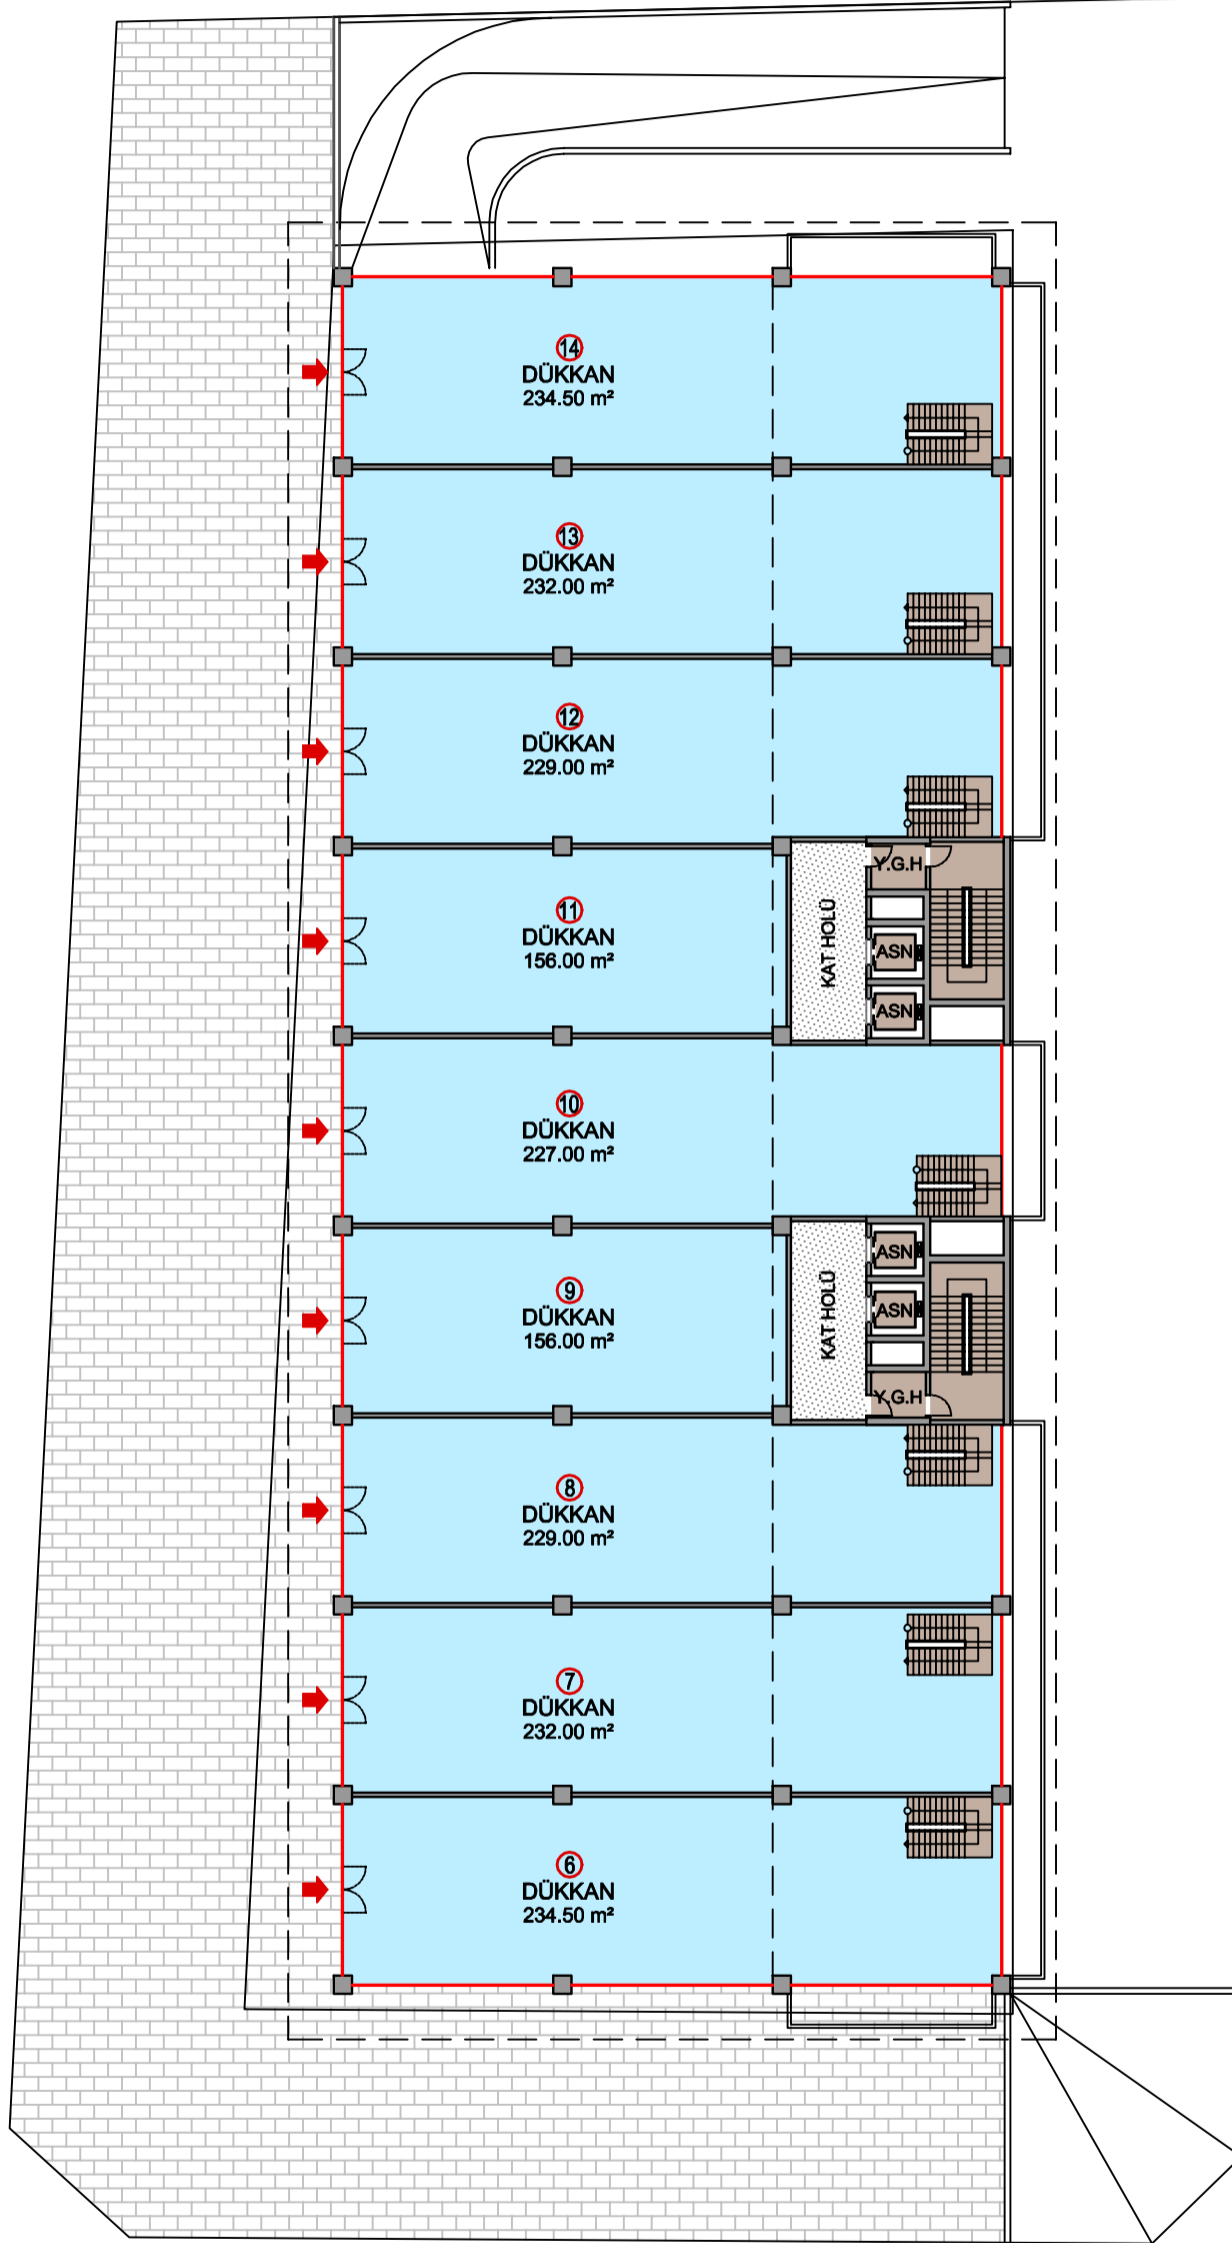 14
DÜKKAN
234.50 m²
13
DÜKKAN
232.00 m²
12
DÜKKAN
229.00 m²
11
DÜKKAN
156.00 m²
KAT HOLÜ
Y.G.H
ASN
ASN
10
DÜKKAN
227.00 m²
9
DÜKKAN
156.00 m²
KAT HOLÜ
ASN
ASN
Y.G.H
8
DÜKKAN
229.00 m²
7
DÜKKAN
232.00 m²
6
DÜKKAN
234.50 m²